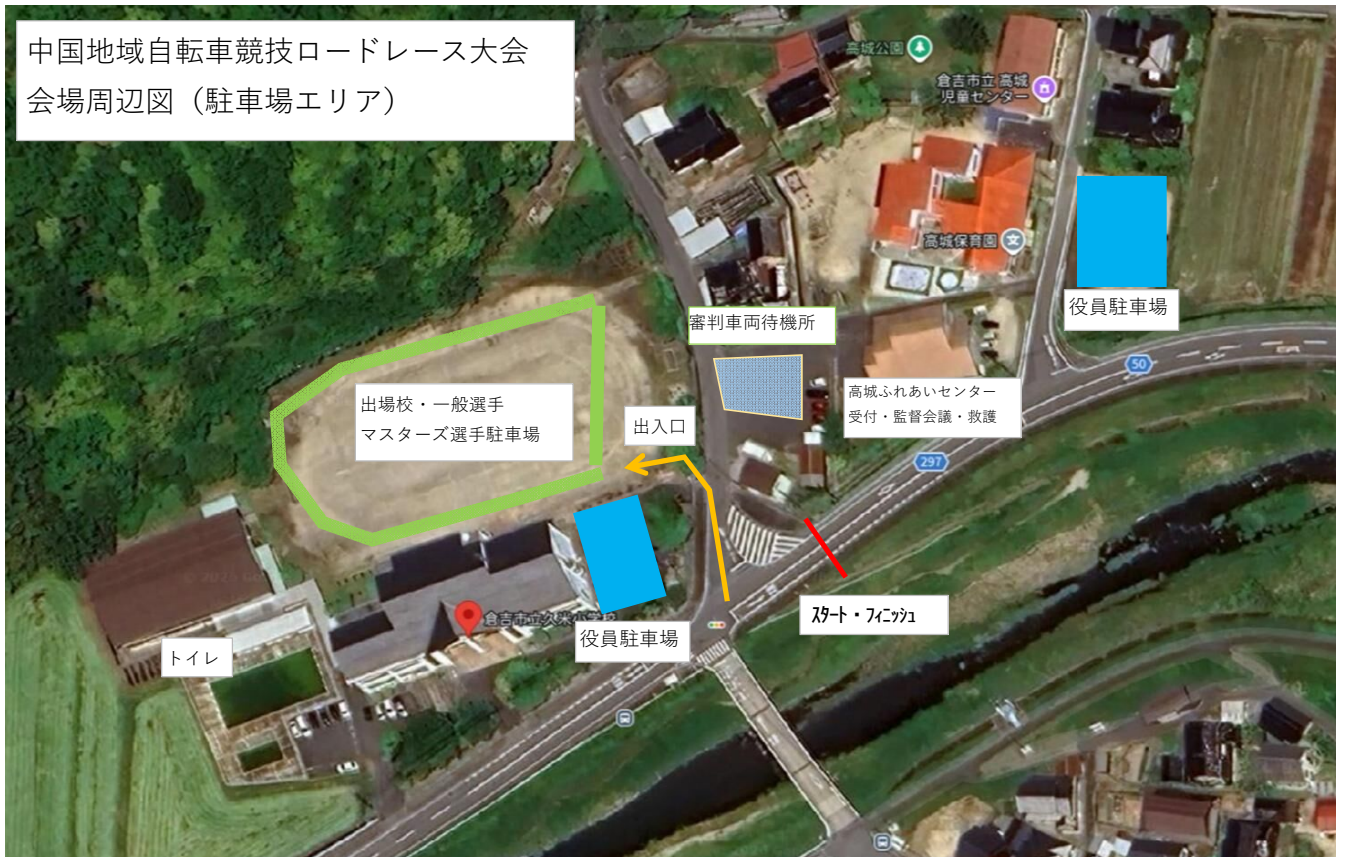 中国地域自転車競技ロードレース大会
会場周辺図（駐車場エリア）
高城公園
倉吉市立 高城
児童センター
高城保育園
役員駐車場
審判車両待機所
50
高城ふれあいセンター
受付・監督会議・救護
出場校・一般選手
マスターズ選手駐車場
出入口
297
スタート・フィニッシュ
倉吉市立久米小学校
役員駐車場
トイレ